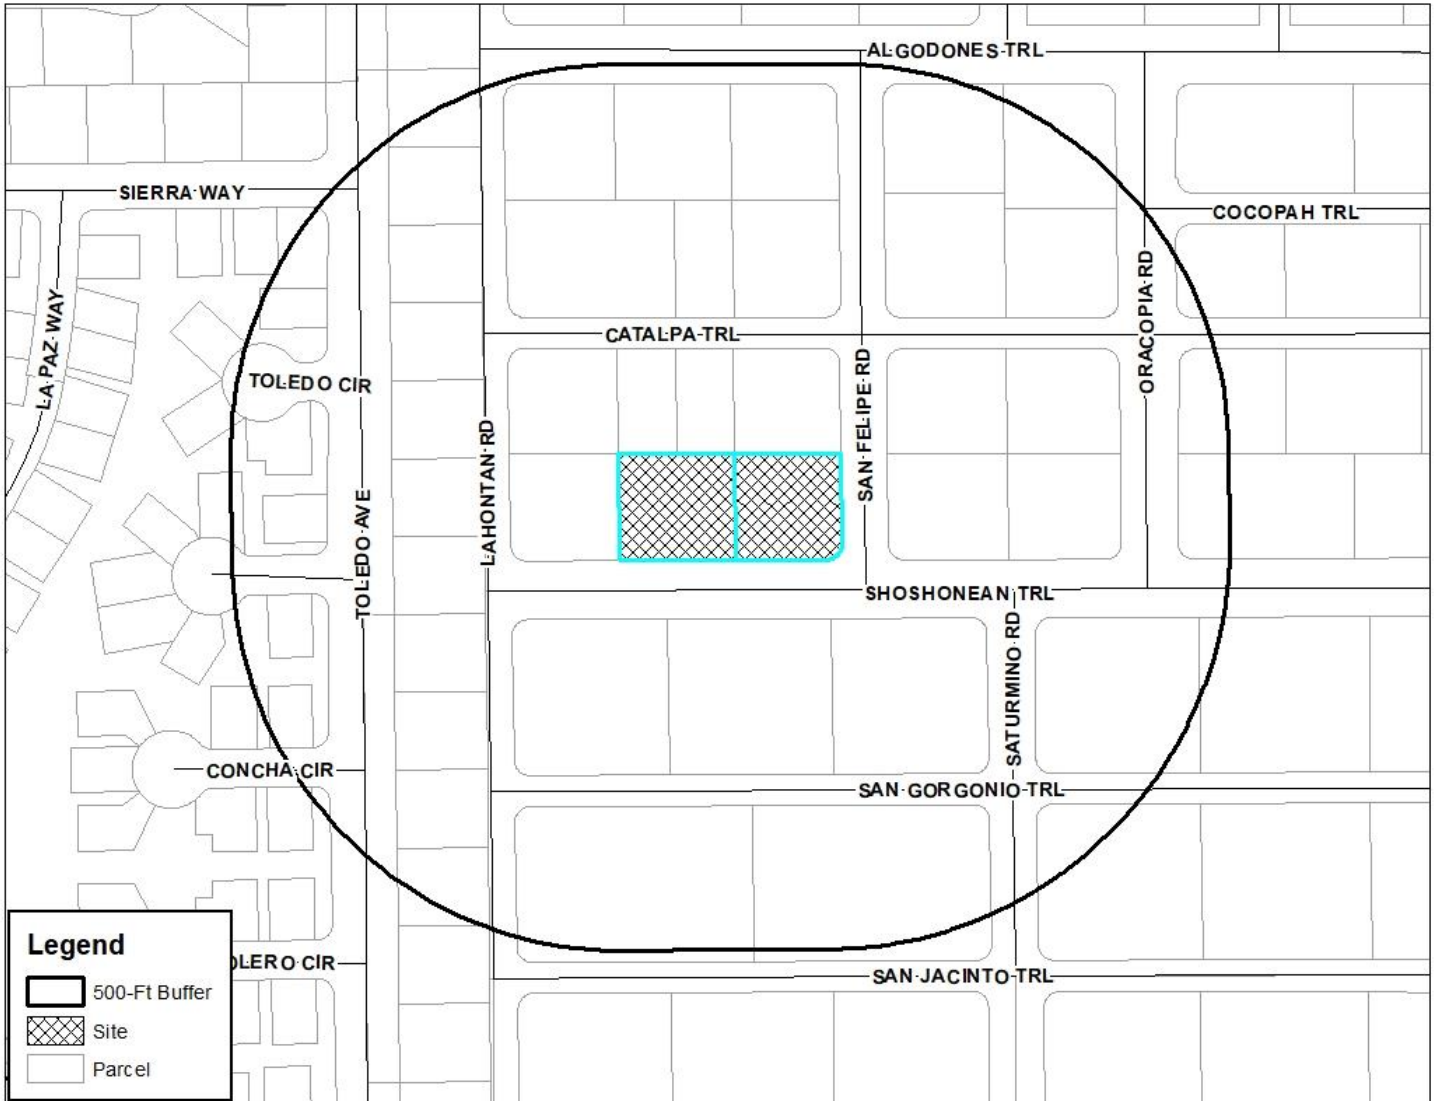 ALGODONES TRL
SIERRA WAY
COCOPAH TRL
ORACOPIA RD
LA PAZ WAY
CATALPA TRL
SAN FELIPE RD
TOLEDO CIR
LAHONTAN RD
TOLEDO AVE
SHOSHONEAN TRL
SATURMINO RD
CONCHA CIR
SAN GORGONIO TRL
OLERO CIR
SAN JACINTO TRL
Legend
500-Ft Buffer
Site
Parcel